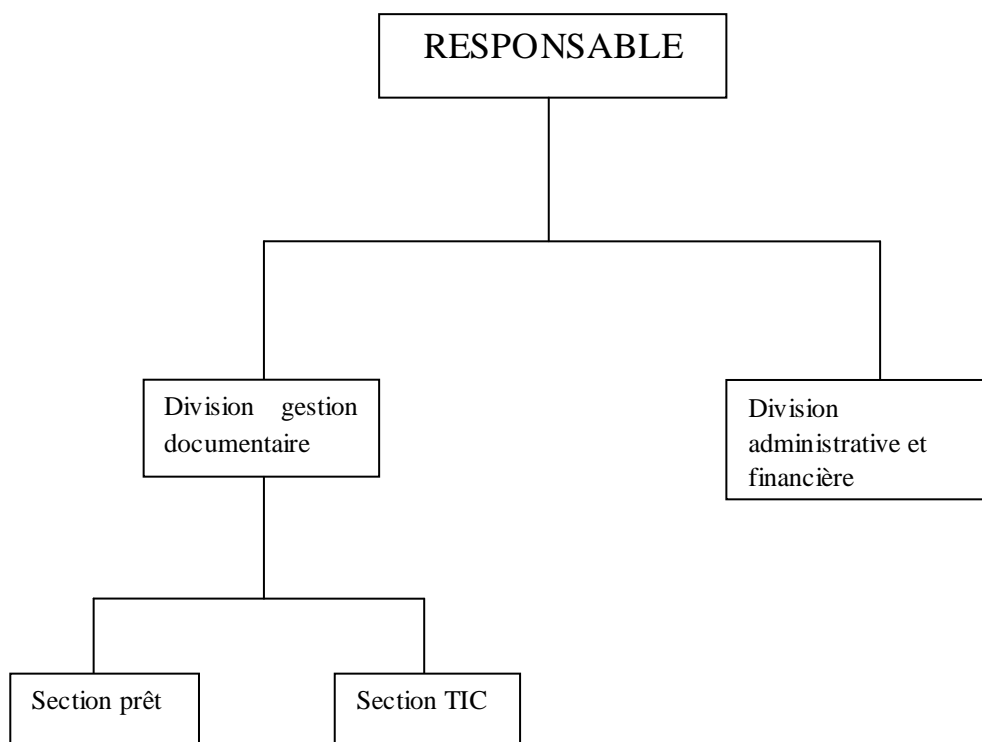 RESPONSABLE
Division gestion
documentaire
Division
administrative et
financière
Section prêt
Section TIC